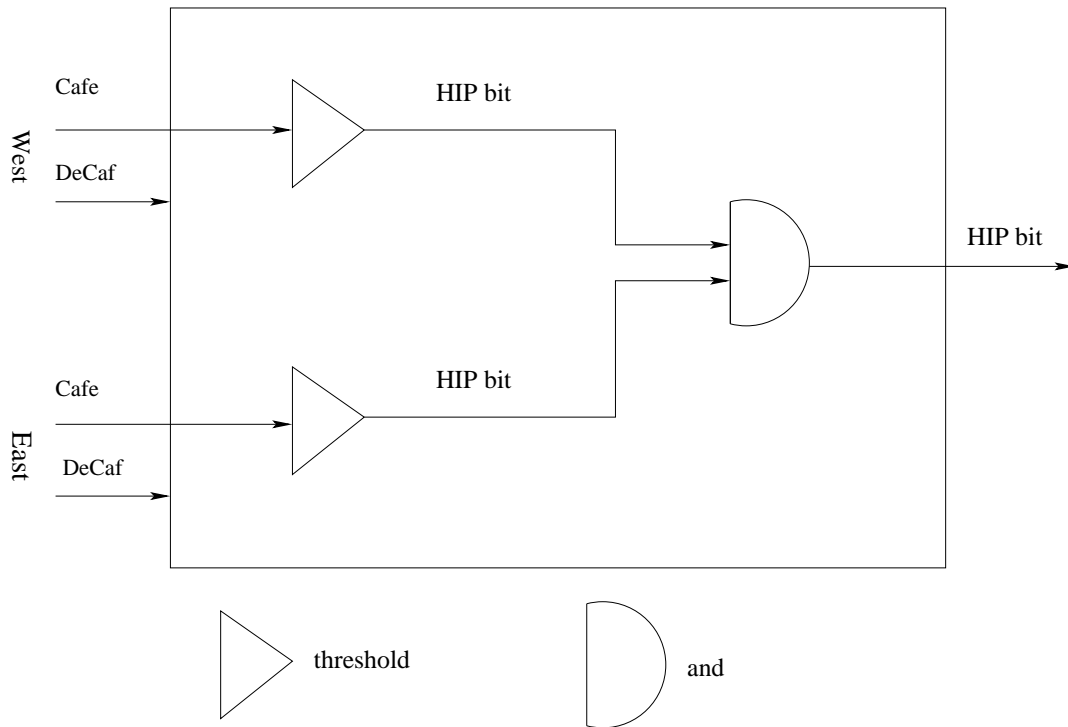 Cafe
HIP bit
West
DeCaf
HIP bit
Cafe
HIP bit
East
DeCaf
threshold
and